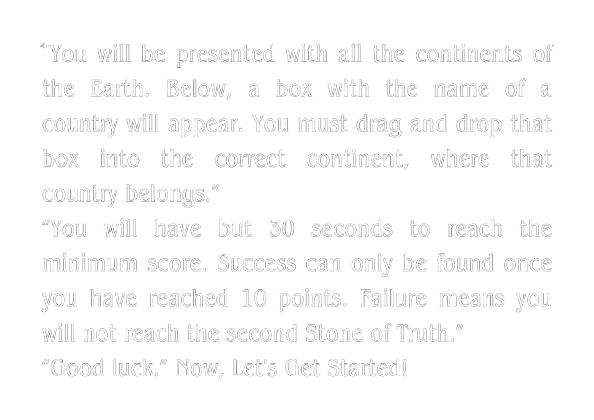 “You will be presented with all the continents of
the Earth. Below, a box with the name of a
country will appear. You must drag and drop that
box into the correct continent, where that
country belongs.”
“You will have but 30 seconds to reach the
minimum score. Success can only be found once
you have reached 10 points. Failure means you
will not reach the second Stone of Truth.”
“Good luck.” Now, Let's Get Started!